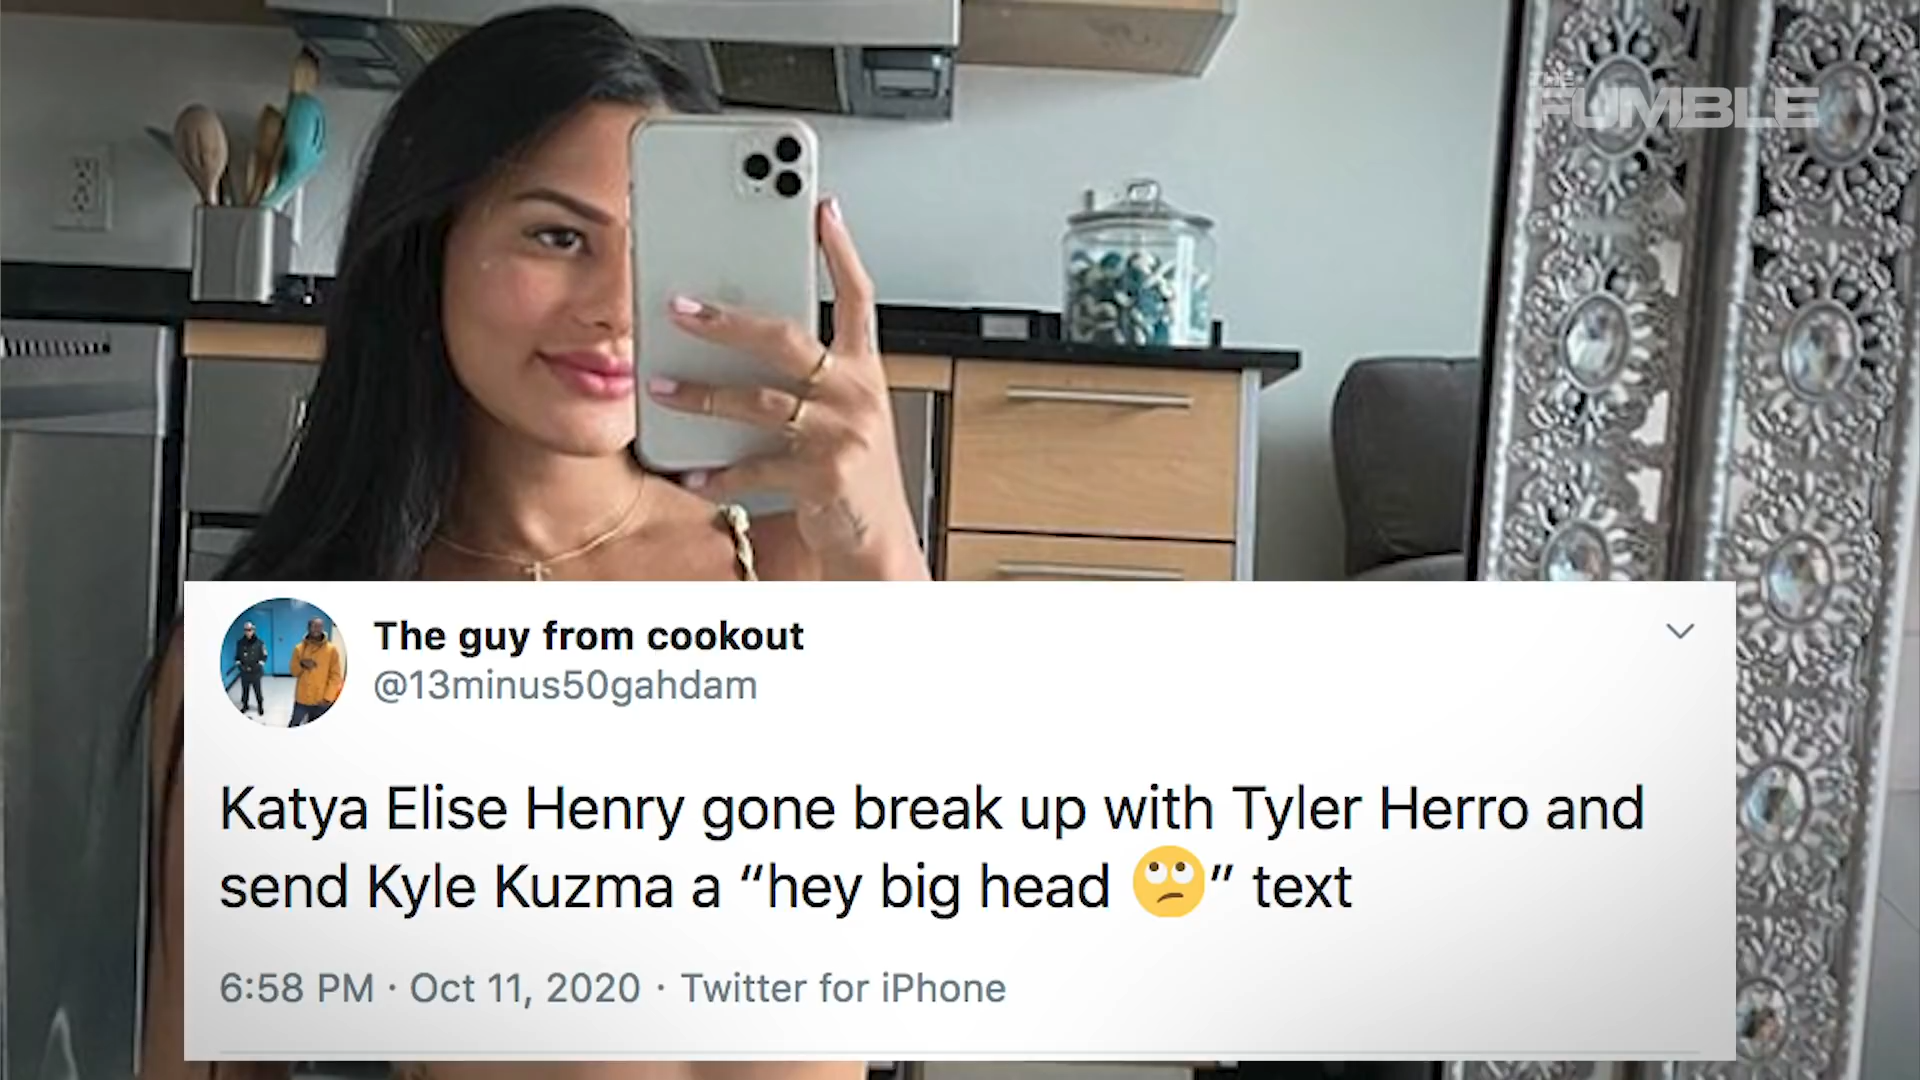 THE
FUMBLE
The guy from cookout
@13minus50gahdam
Katya Elise Henry gone break up with Tyler Herro and
send Kyle Kuzma a “hey big head 🙄” text
6:58 PM · Oct 11, 2020 · Twitter for iPhone